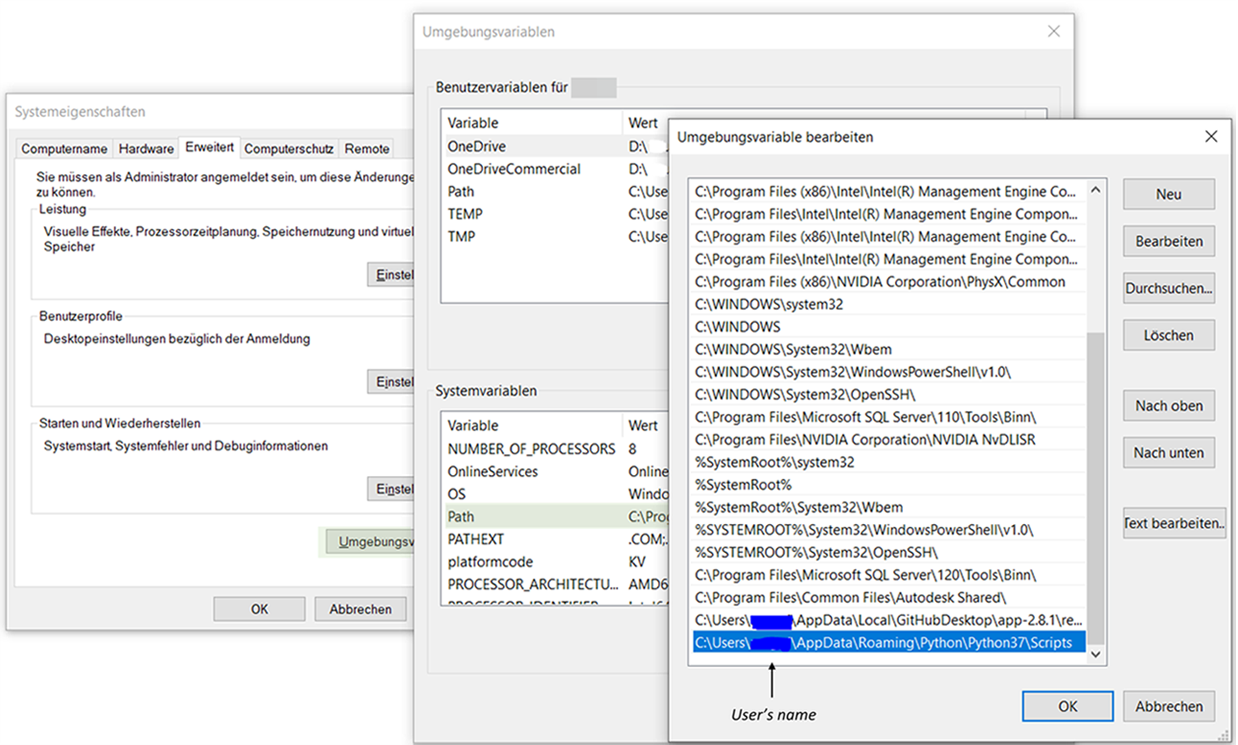 Systemeigenschaften
Computername Hardware Erweitert Computerschutz Remote
Sie müssen als Administrator angemeldet sein, um diese Änderunge
zu können.
Leistung
Visuelle Effekte, Prozessorzeitplanung, Speichernutzung und virtuel
Speicher
Einstel
Benutzerprofile
Desktopeinstellungen bezüglich der Anmeldung
Einstel
Starten und Wiederherstellen
Systemstart, Systemfehler und Debuginformationen
Einstel
Umgebungsv
OK Abbrechen
Umgebungsvariablen
Benutzervariablen für
Variable Wert
OneDrive D:\
OneDriveCommercial D:\
Path C:\Use
TEMP C:\Use
TMP C:\Use
Systemvariablen
Variable Wert
NUMBER_OF_PROCESSORS 8
OnlineServices Online
OS Windo
Path C:\Prog
PATHEXT .COM;.
platformcode KV
PROCESSOR_ARCHITECTU... AMD6
Umgebungsvariable bearbeiten
C:\Program Files (x86)\Intel\Intel(R) Management Engine Co...
C:\Program Files\Intel\Intel(R) Management Engine Compon...
C:\Program Files (x86)\Intel\Intel(R) Management Engine Co...
C:\Program Files\Intel\Intel(R) Management Engine Compon...
C:\Program Files (x86)\NVIDIA Corporation\PhysX\Common
C:\WINDOWS\system32
C:\WINDOWS
C:\WINDOWS\System32\Wbem
C:\WINDOWS\System32\WindowsPowerShell\v1.0\
C:\WINDOWS\System32\OpenSSH\
C:\Program Files\Microsoft SQL Server\110\Tools\Binn\
C:\Program Files\NVIDIA Corporation\NVIDIA NvDLISR
%SystemRoot%\system32
%SystemRoot%
%SystemRoot%\System32\Wbem
%SYSTEMROOT%\System32\WindowsPowerShell\v1.0\
%SYSTEMROOT%\System32\OpenSSH\
C:\Program Files\Microsoft SQL Server\120\Tools\Binn\
C:\Program Files\Common Files\Autodesk Shared\
C:\Users\ \AppData\Local\GitHubDesktop\app-2.8.1\re...
C:\Users\ \AppData\Roaming\Python\Python37\Scripts
User's name
Neu
Bearbeiten
Durchsuchen...
Löschen
Nach oben
Nach unten
Text bearbeiten..
OK Abbrechen